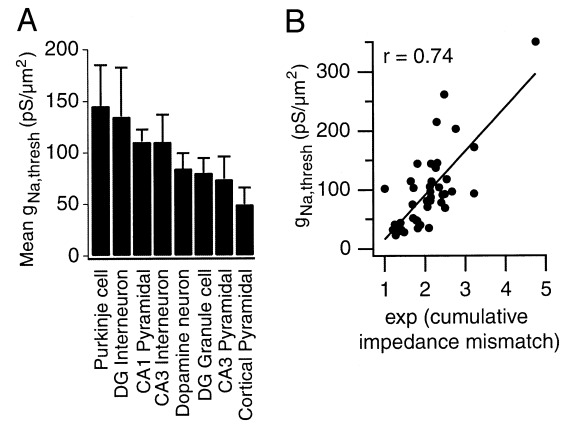 A
Mean gNa,thresh (pS/µm²)
200
150
100
50
0
Purkinje cell
DG Interneuron
CA1 Pyramidal
CA3 Interneuron
Dopamine neuron
DG Granule cell
CA3 Pyramidal
Cortical Pyramidal
B
r = 0.74
gNa,thresh (pS/µm²)
300
200
100
0
1 2 3 4 5
exp (cumulative
impedance mismatch)